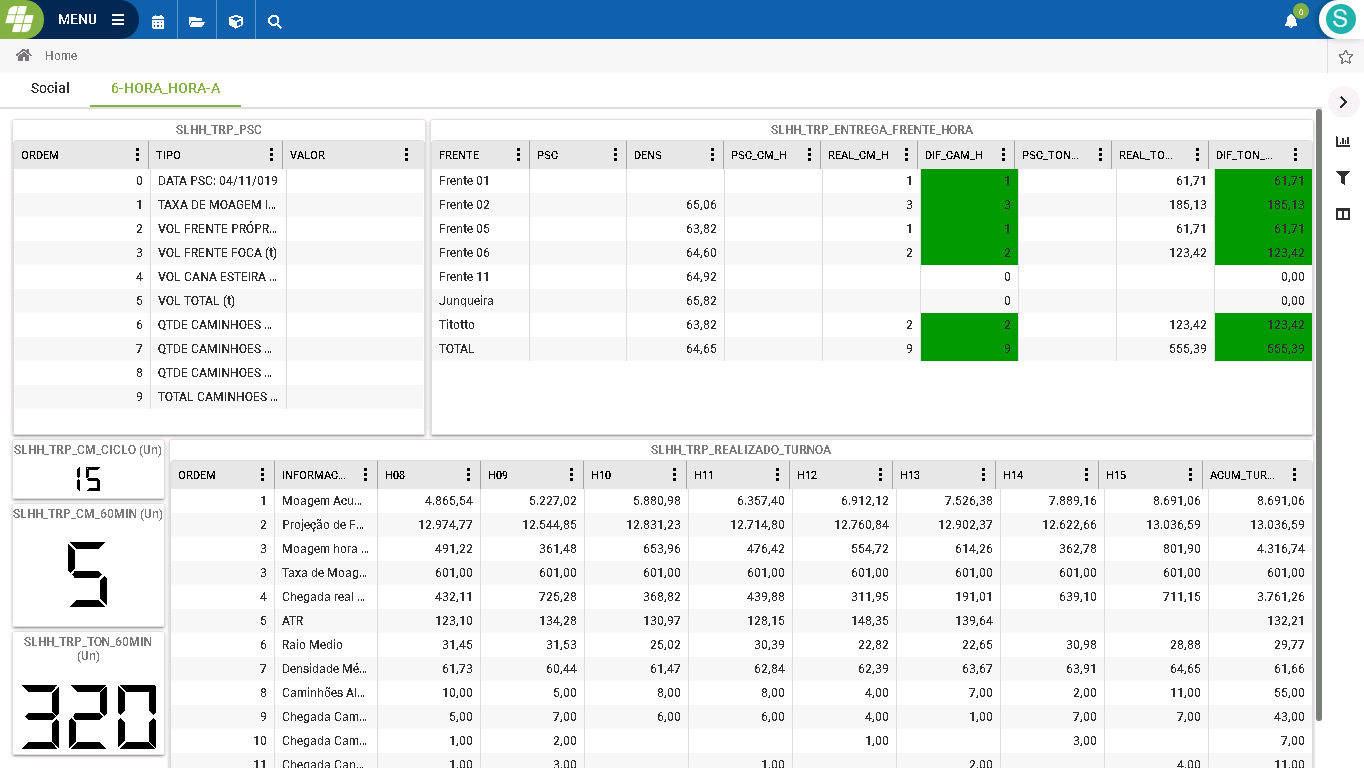 MENU
0
S
Home
Social 6-HORA_HORA-A
SLHH_TRP_PSC
ORDEM TIPO VALOR
0 DATA PSC: 04/11/019
1 TAXA DE MOAGEM I...
2 VOL FRENTE PRÓPR...
3 VOL FRENTE FOCA (t)
4 VOL CANA ESTEIRA ...
5 VOL TOTAL (t)
6 QTDE CAMINHOES ...
7 QTDE CAMINHOES ...
8 QTDE CAMINHOES ...
9 TOTAL CAMINHOES ...
SLHH_TRP_ENTREGA_FRENTE_HORA
FRENTE PSC DENS PSC_CM_H REAL_CM_H DIF_CAM_H PSC_TON... REAL_TO... DIF_TON_...
Frente 01 1 1 61,71 61,71
Frente 02 65,06 3 3 185,13 185,13
Frente 05 63,82 1 1 61,71 61,71
Frente 06 64,60 2 2 123,42 123,42
Frente 11 64,92 0 0,00
Junqueira 65,82 0 0,00
Titotto 63,82 2 2 123,42 123,42
TOTAL 64,65 9 9 555,39 555,39
SLHH_TRP_CM_CICLO (Un)
15
SLHH_TRP_CM_60MIN (Un)
5
SLHH_TRP_TON_60MIN
(Un)
320
SLHH_TRP_REALIZADO_TURNOA
ORDEM INFORMAC... H08 H09 H10 H11 H12 H13 H14 H15 ACUM_TUR...
1 Moagem Acu... 4.865,54 5.227,02 5.880,98 6.357,40 6.912,12 7.526,38 7.889,16 8.691,06 8.691,06
2 Projeção de F... 12.974,77 12.544,85 12.831,23 12.714,80 12.760,84 12.902,37 12.622,66 13.036,59 13.036,59
3 Moagem hora ... 491,22 361,48 653,96 476,42 554,72 614,26 362,78 801,90 4.316,74
3 Taxa de Moag... 601,00 601,00 601,00 601,00 601,00 601,00 601,00 601,00 601,00
4 Chegada real ... 432,11 725,28 368,82 439,88 311,95 191,01 639,10 711,15 3.761,26
5 ATR 123,10 134,28 130,97 128,15 148,35 139,64 132,21
6 Raio Medio 31,45 31,53 25,02 30,39 22,82 22,65 30,98 28,88 29,77
7 Densidade Mé... 61,73 60,44 61,47 62,84 62,39 63,67 63,91 64,65 61,66
8 Caminhões Al... 10,00 5,00 8,00 8,00 4,00 7,00 2,00 11,00 55,00
9 Chegada Cam... 5,00 7,00 6,00 6,00 4,00 1,00 7,00 7,00 43,00
10 Chegada Cam... 1,00 2,00 1,00 3,00 7,00
11 Chegada Can... 1,00 3,00 1,00 2,00 4,00 11,00